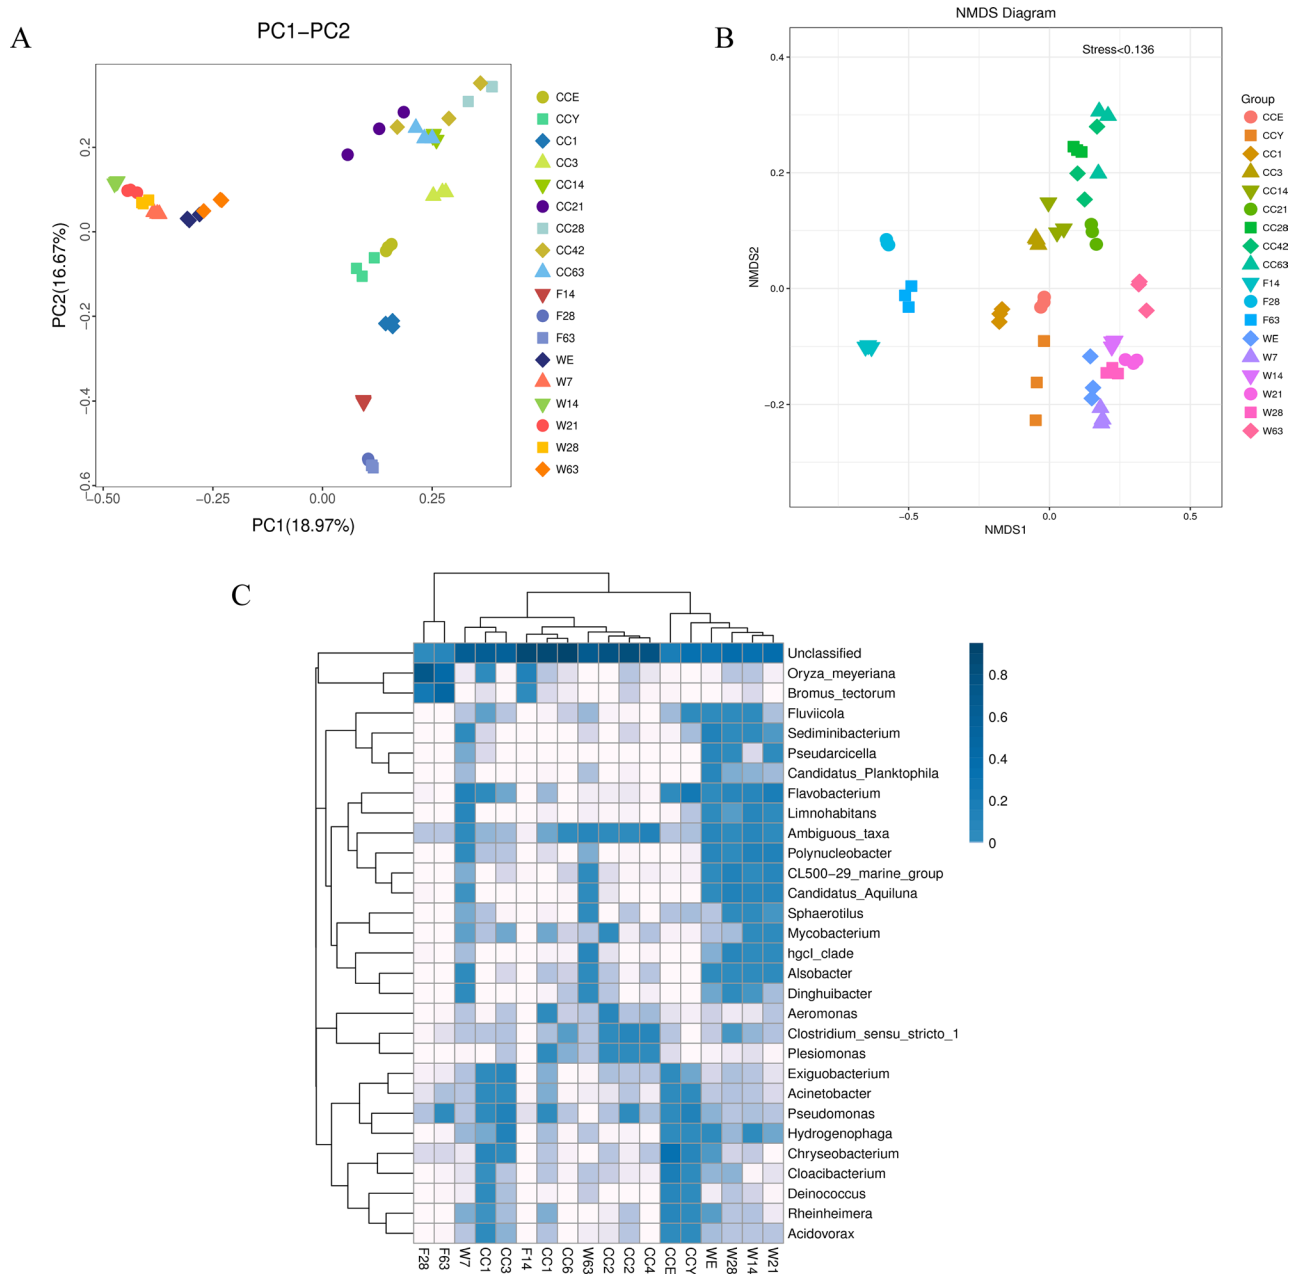 A
PC1−PC2
PC2(16.67%)
0.2
0.0
−0.2
−0.4
−0.6
−0.50
−0.25
0.00
0.25
PC1(18.97%)
CCE
CCY
CC1
CC3
CC14
CC21
CC28
CC42
CC63
F14
F28
F63
WE
W7
W14
W21
W28
W63
B
NMDS Diagram
Stress<0.136
NMDS2
0.4
0.2
0.0
−0.2
−0.5
0.0
0.5
NMDS1
Group
CCE
CCY
CC1
CC3
CC14
CC21
CC28
CC42
CC63
F14
F28
F63
WE
W7
W14
W21
W28
W63
C
Unclassified
Oryza_meyeriana
Bromus_tectorum
Fluviicola
Sediminibacterium
Pseudarcicella
Candidatus_Planktophila
Flavobacterium
Limnohabitans
Ambiguous_taxa
Polynucleobacter
CL500−29_marine_group
Candidatus_Aquiluna
Sphaerotilus
Mycobacterium
hgcI_clade
Alsobacter
Dinghuibacter
Aeromonas
Clostridium_sensu_stricto_1
Plesiomonas
Exiguobacterium
Acinetobacter
Pseudomonas
Hydrogenophaga
Chryseobacterium
Cloacibacterium
Deinococcus
Rheinheimera
Acidovorax
0.8
0.6
0.4
0.2
0
F28
F63
W7
CC1
CC3
F14
CC1
CC6
W63
CC2
CC2
CC4
CCE
CCY
WE
W28
W14
W21